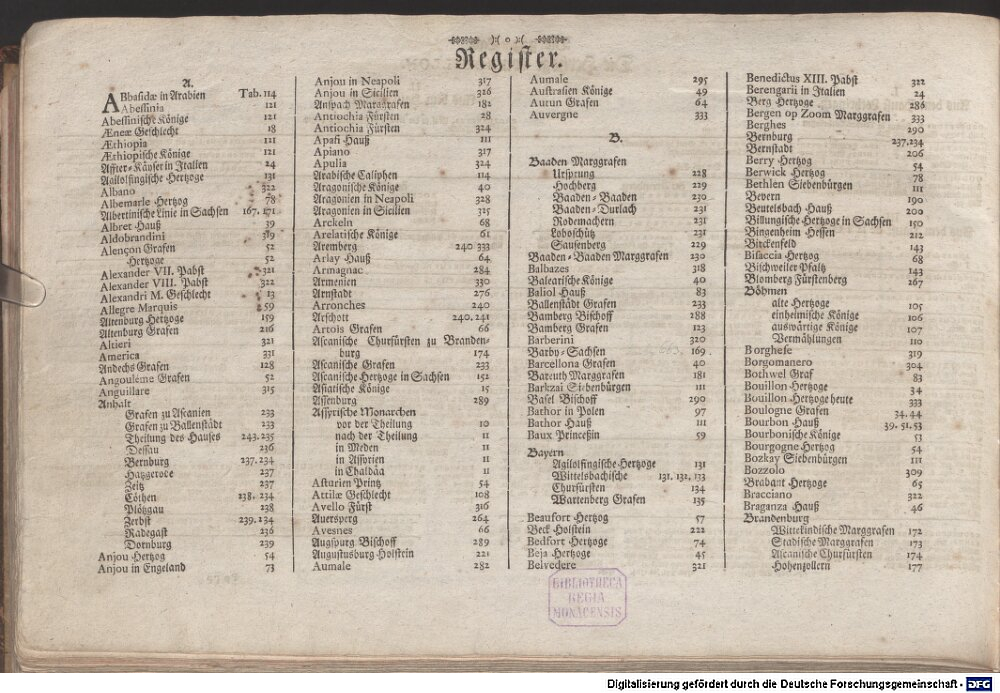 Register.
A.
ABbasidæ in Arabien Tab. 114
Abessinia 121
Abessinische Könige 121
Æneæ Geschlecht 18
Æthiopia 121
Æthiopische Könige 121
Affter-Käyser in Italien 24
Agilolfingische Hertzoge 131
Albano 322
Albemarle Hertzog 78
Albertinische Linie in Sachsen 167. 171
Albret Hauß 39
Aldobrandini 319
Alençon Grafen 52
Hertzoge 52
Alexander VII. Pabst 321
Alexander VIII. Pabst 322
Alexandri M. Geschlecht 13
Allegre Marquis 59
Altenburg Hertzoge 159
Altenburg Grafen 216
Altieri 321
America 331
Andechs Grafen 128
Angouléme Grafen 52
Anguillare 315
Anhalt
Grafen zu Ascanien 233
Grafen zu Ballenstädt 233
Theilung des Hauses 243. 235
Dessau 236
Bernburg 237. 234
Hatzgerode 237
Zeitz 237
Cöthen 238. 234
Plötzgau 238
Zerbst 239. 234
Radegast 236
Dornburg 239
Anjou Hertzog 54
Anjou in Engeland 73
Anjou in Neapoli 317
Anjou in Sicilien 326
Anspach Marggrafen 182
Antiochia Fürsten 28
Antiochia Fürsten 324
Apafi Hauß 111
Apiano 317
Apulia 324
Arabische Caliphen 114
Aragonische Könige 40
Aragonien in Neapoli 328
Aragonien in Sicilien 325
Arckeln 68
Arelatische Könige 61
Aremberg 240 333
Arlay Hauß 64
Armagnac 284
Armenien 330
Arnstadt 276
Arronches 240
Arschott 240. 241
Artois Grafen 66
Ascanische Churfürsten zu Branden-
burg 174
Ascanische Grafen 233
Ascanische Hertzoge in Sachsen 152
Asiatische Könige 15
Assenburg 289
Assyrische Monarchen
vor der Theilung 10
nach der Theilung 11
in Meden 11
in Assyrien 11
in Chaldäa 11
Asturien Printz 54
Attilæ Geschlecht 108
Avello Fürst 316
Auersperg 264
Avesnes 66
Augspurg Bischoff 289
Augustusburg Holstein 221
Aumale 282
Aumale 295
Australien Könige 49
Autun Grafen 64
Auvergne 333
B.
Baaden Marggrafen
Ursprung 228
Hochberg 229
Baaden-Baaden 230
Baaden-Durlach 231
Rademachern 231
Loboschütz 231
Sausenberg 229
Baaden-Baaden Marggrafen 230
Balbazes 318
Balearische Könige 40
Baliol Hauß 83
Ballenstädt Grafen 233
Bamberg Bischoff 288
Bamberg Grafen 123
Barberini 320
Barby-Sachsen 169
Barcellona Grafen 40
Bareuth Marggrafen 181
Barkzai Siebenbürgen 111
Basel Bischoff 290
Bathor in Polen 97
Bathor Hauß 111
Baux Princeßin 59
Bayern
Agilolfingische Hertzoge 131
Wittelsbachische 131. 132. 133
Churfürsten 134
Wartenberg Grafen 135
Beaufort Hertzog 57
Beck Holstein 222
Bedfort Hertzoge 74
Beja Hertzoge 45
Belvedere 321
Benedictus XIII. Pabst 322
Berengarii in Italien 24
Berg Hertzoge 286
Bergen op Zoom Marggrafen 333
Berghes 290
Bernburg 237. 234
Bernstadt 206
Berry Hertzog 54
Berwick Hertzog 78
Bethlen Siebenbürgen 111
Bevern 190
Beutelsbach Hauß 200
Billungische Hertzoge in Sachsen 150
Bingenheim Hessen 212
Birckenfeld 143
Bisaccia Hertzog 68
Bischweiler Pfaltz 143
Blomberg Fürstenberg 267
Böhmen
alte Hertzoge 105
einheimische Könige 106
auswärtige Könige 107
Vermählungen 110
Borghese 319
Borgomanero 304
Bothwel Graf 83
Bouillon Hertzoge 34
Bouillon Hertzoge heute 333
Boulogne Grafen 34. 44
Bourbon Hauß 39. 51. 53
Bourbonische Könige 53
Bourgogne Hertzog 54
Bozkay Siebenbürgen 111
Bozzolo 309
Brabant Hertzoge 65
Bracciano 322
Braganza Hauß 46
Brandenburg
Wittekindische Marggrafen 172
Stadische Marggrafen 173
Ascanische Churfürsten 174
Hohenzollern 177
BIBLIOTHECA
REGIA
MONACENSIS
Digitalisierung gefördert durch die Deutsche Forschungsgemeinschaft - DFG